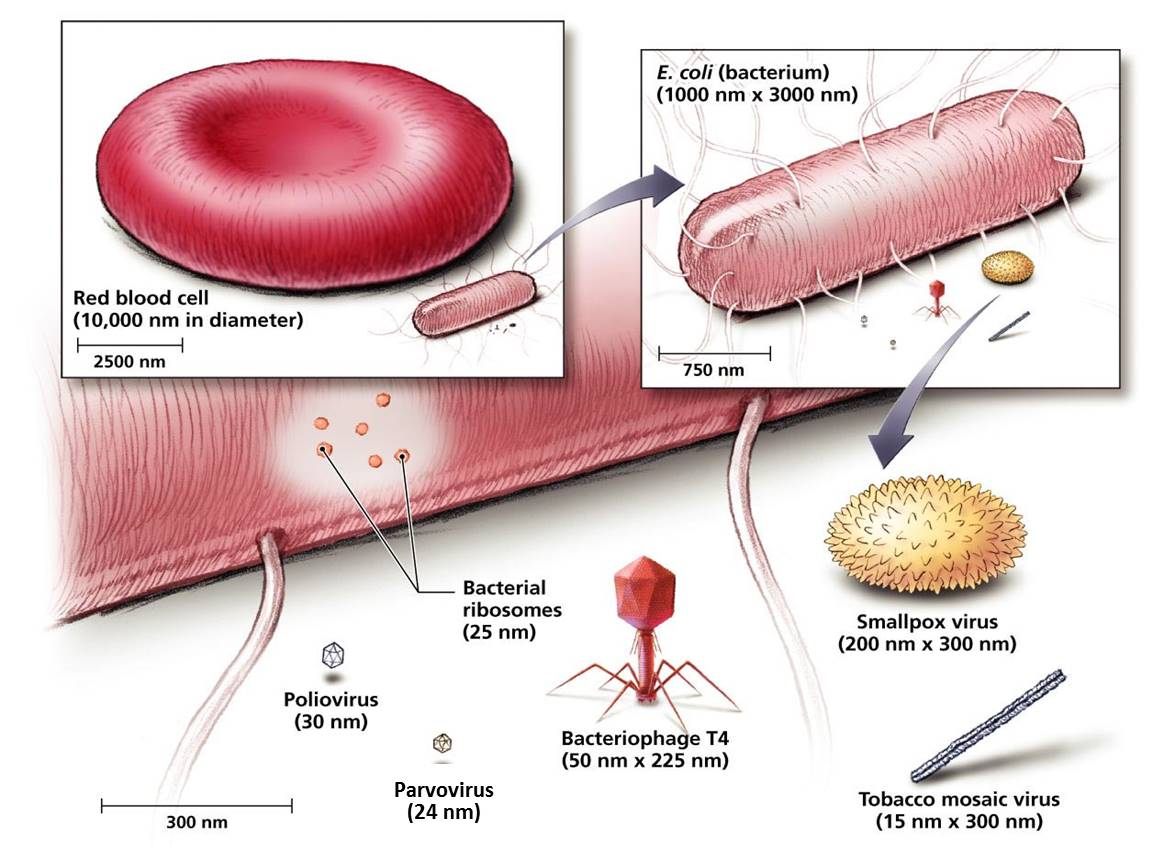 Red blood cell
(10,000 nm in diameter)
2500 nm
E. coli (bacterium)
(1000 nm x 3000 nm)
750 nm
Bacterial
ribosomes
(25 nm)
Smallpox virus
(200 nm x 300 nm)
Poliovirus
(30 nm)
Bacteriophage T4
(50 nm x 225 nm)
Parvovirus
(24 nm)
Tobacco mosaic virus
(15 nm x 300 nm)
300 nm